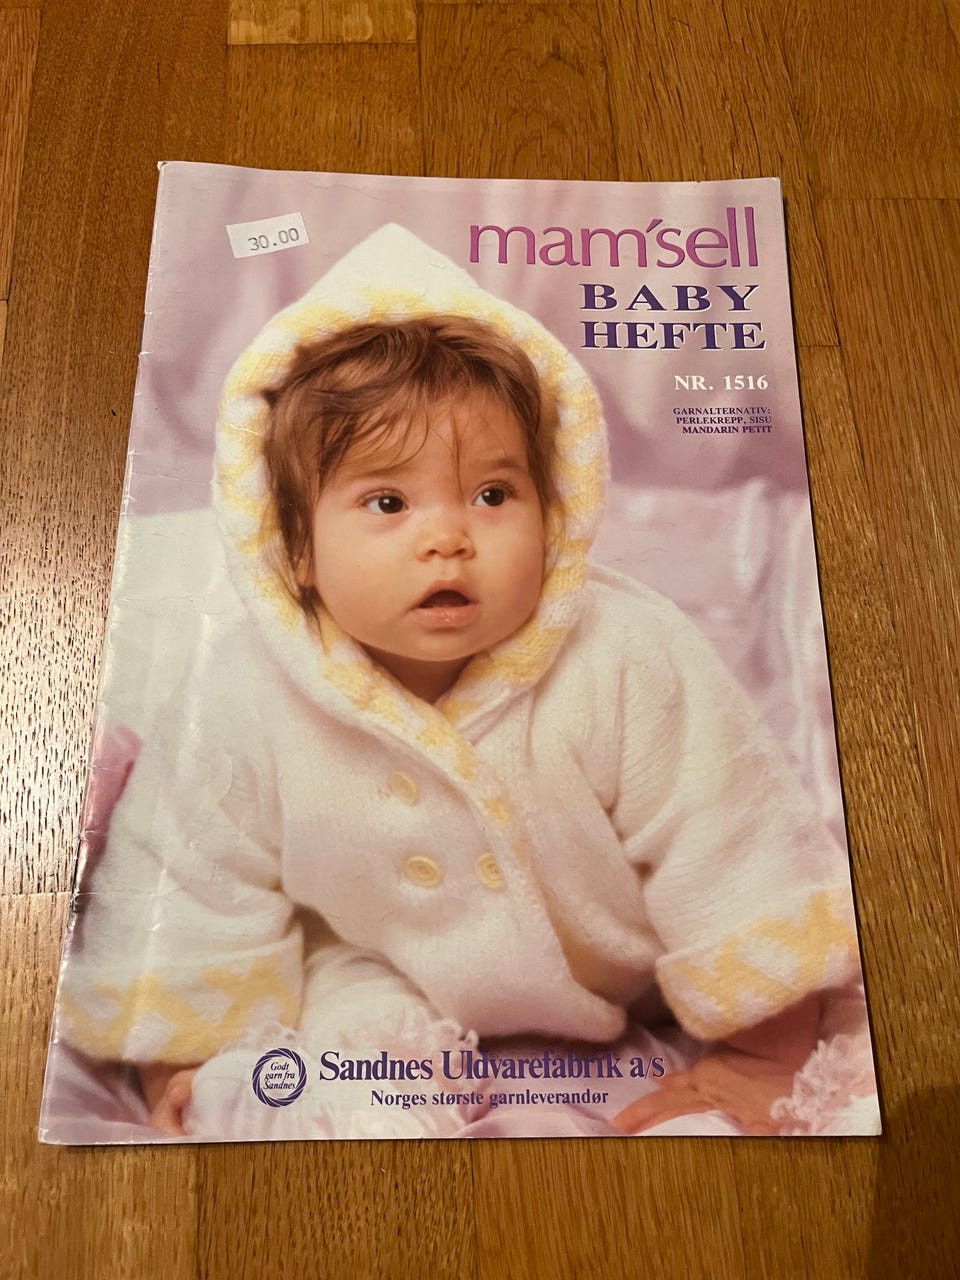 30.00
mam'sell
BABY
HEFTE
NR. 1516
GARNALTERNATIV:
PERLEKREPP, SISU
MANDARIN PETIT
Godt
garn fra
Sandnes
Sandnes Uldvarefabrik a/s
Norges største garnleverandør